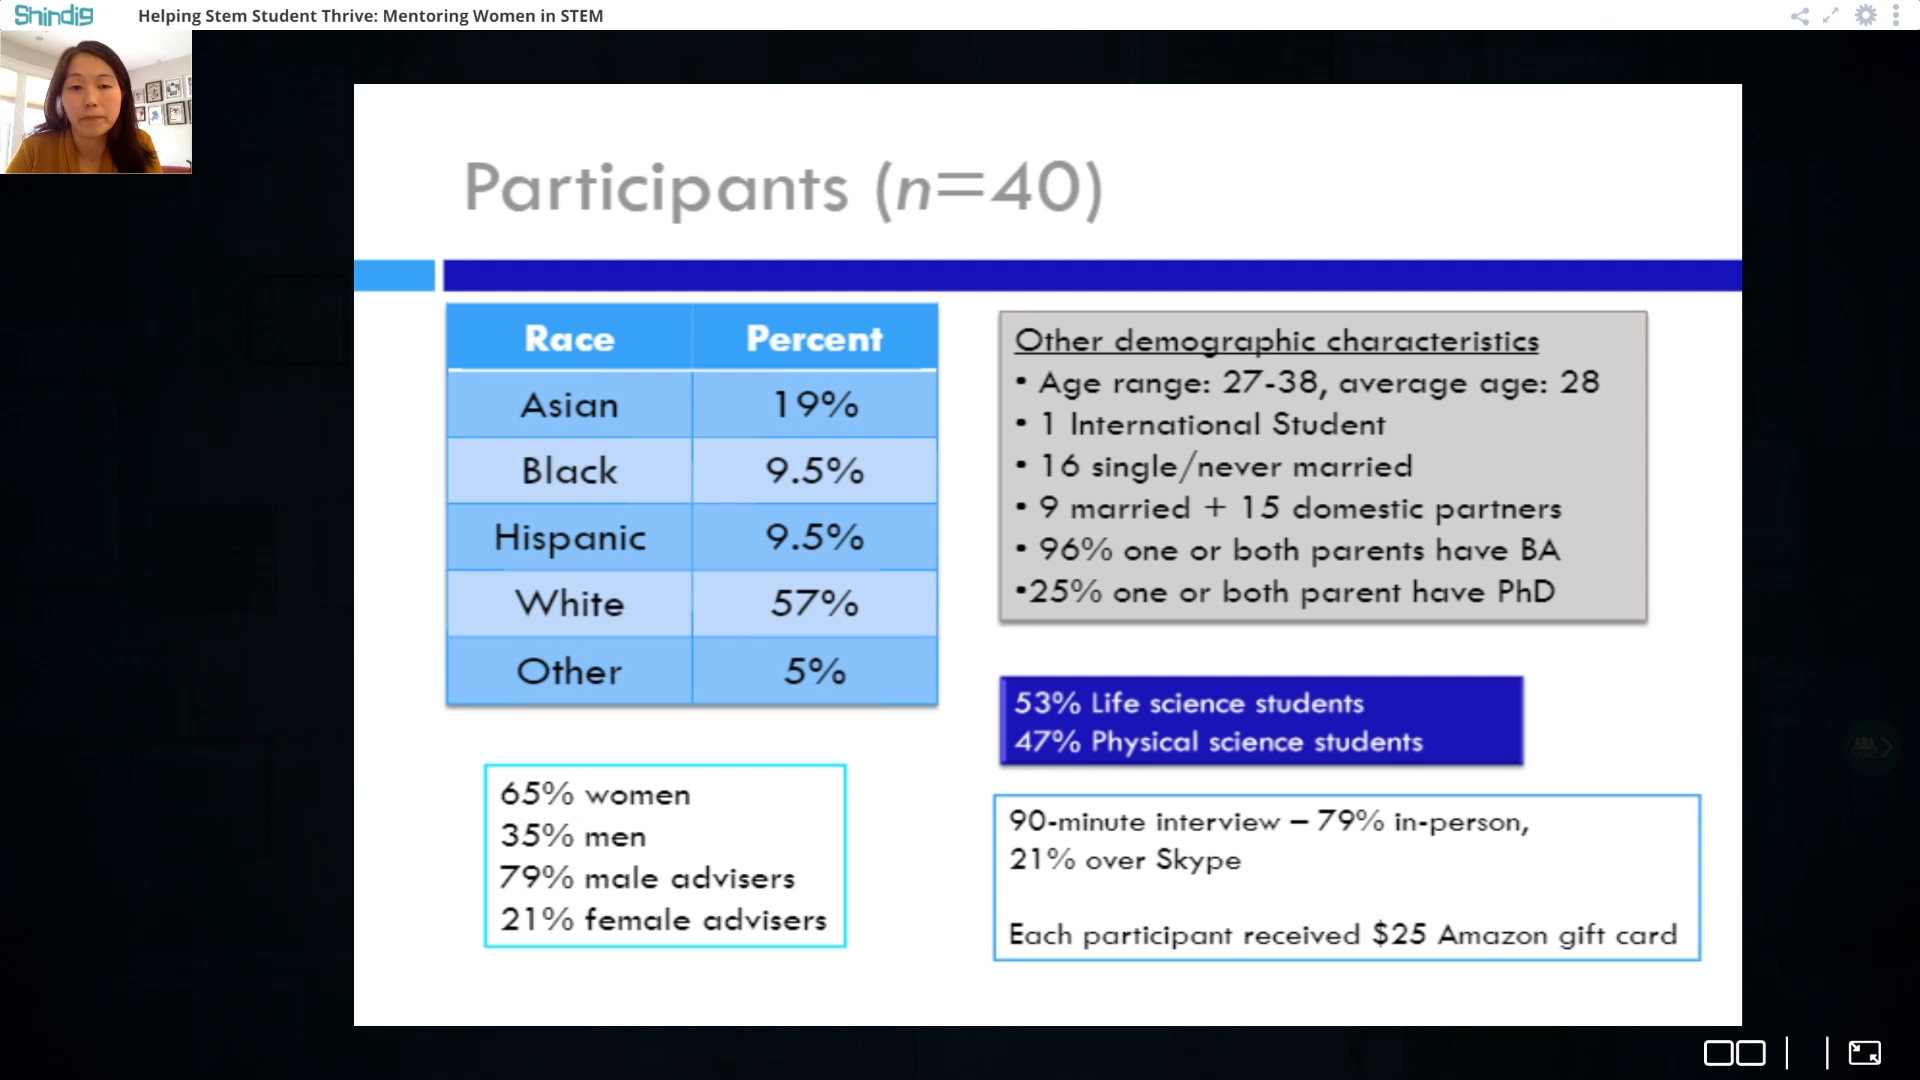 Shindig
Helping Stem Student Thrive: Mentoring Women in STEM
Participants (n=40)
Race Percent
Asian 19%
Black 9.5%
Hispanic 9.5%
White 57%
Other 5%
65% women
35% men
79% male advisers
21% female advisers
Other demographic characteristics
• Age range: 27-38, average age: 28
• 1 International Student
• 16 single/never married
• 9 married + 15 domestic partners
• 96% one or both parents have BA
•25% one or both parent have PhD
53% Life science students
47% Physical science students
90-minute interview – 79% in-person,
21% over Skype
Each participant received $25 Amazon gift card